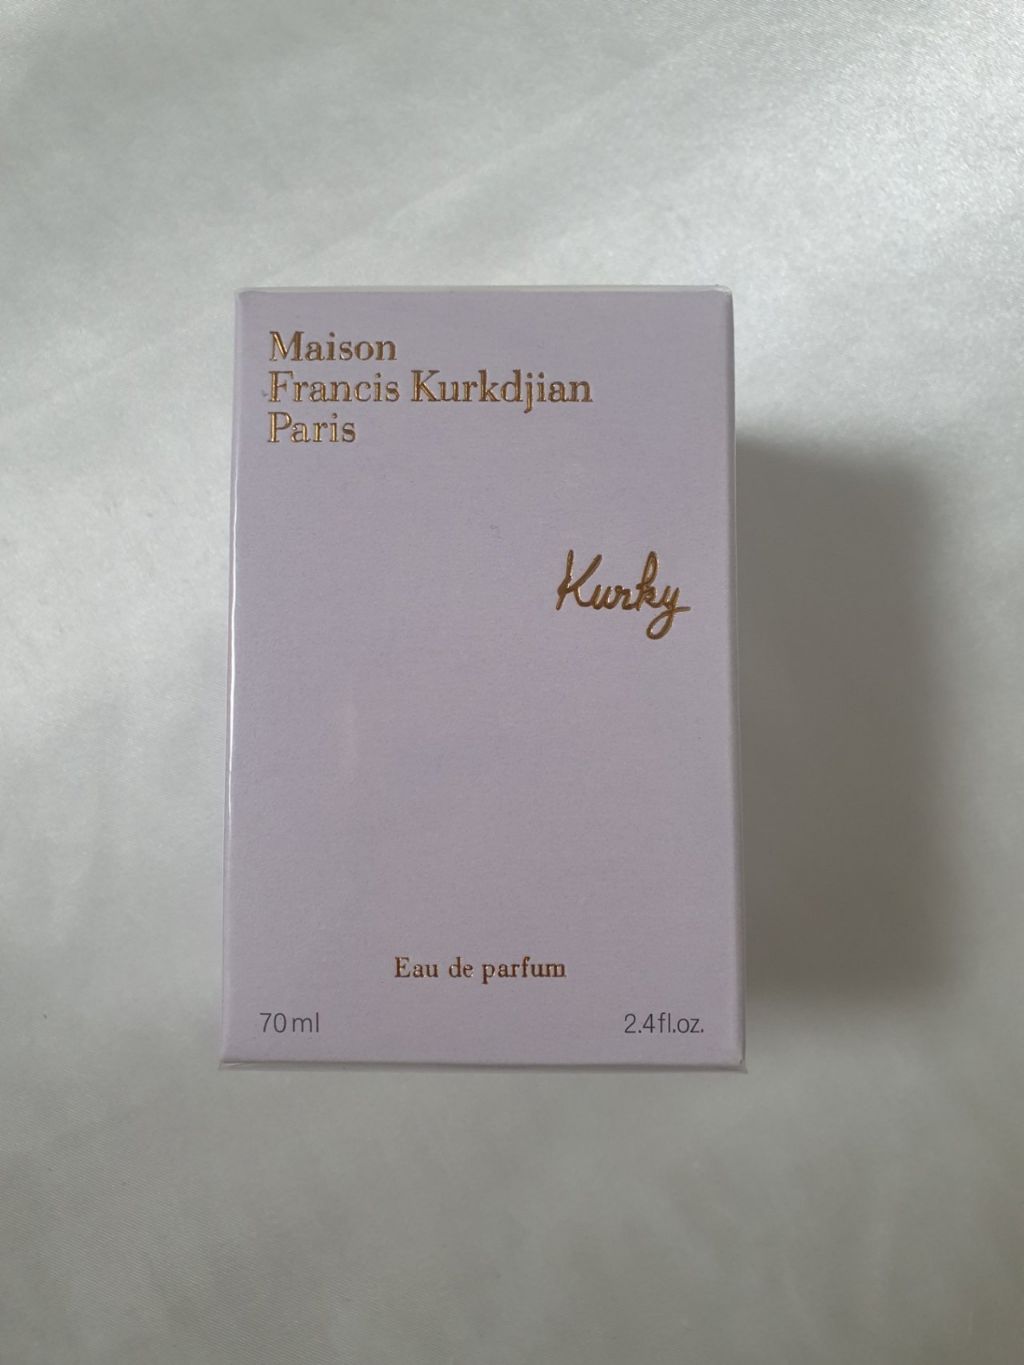 Maison
Francis Kurkdjian
Paris
Kurky
Eau de parfum
70 ml
2.4 fl.oz.